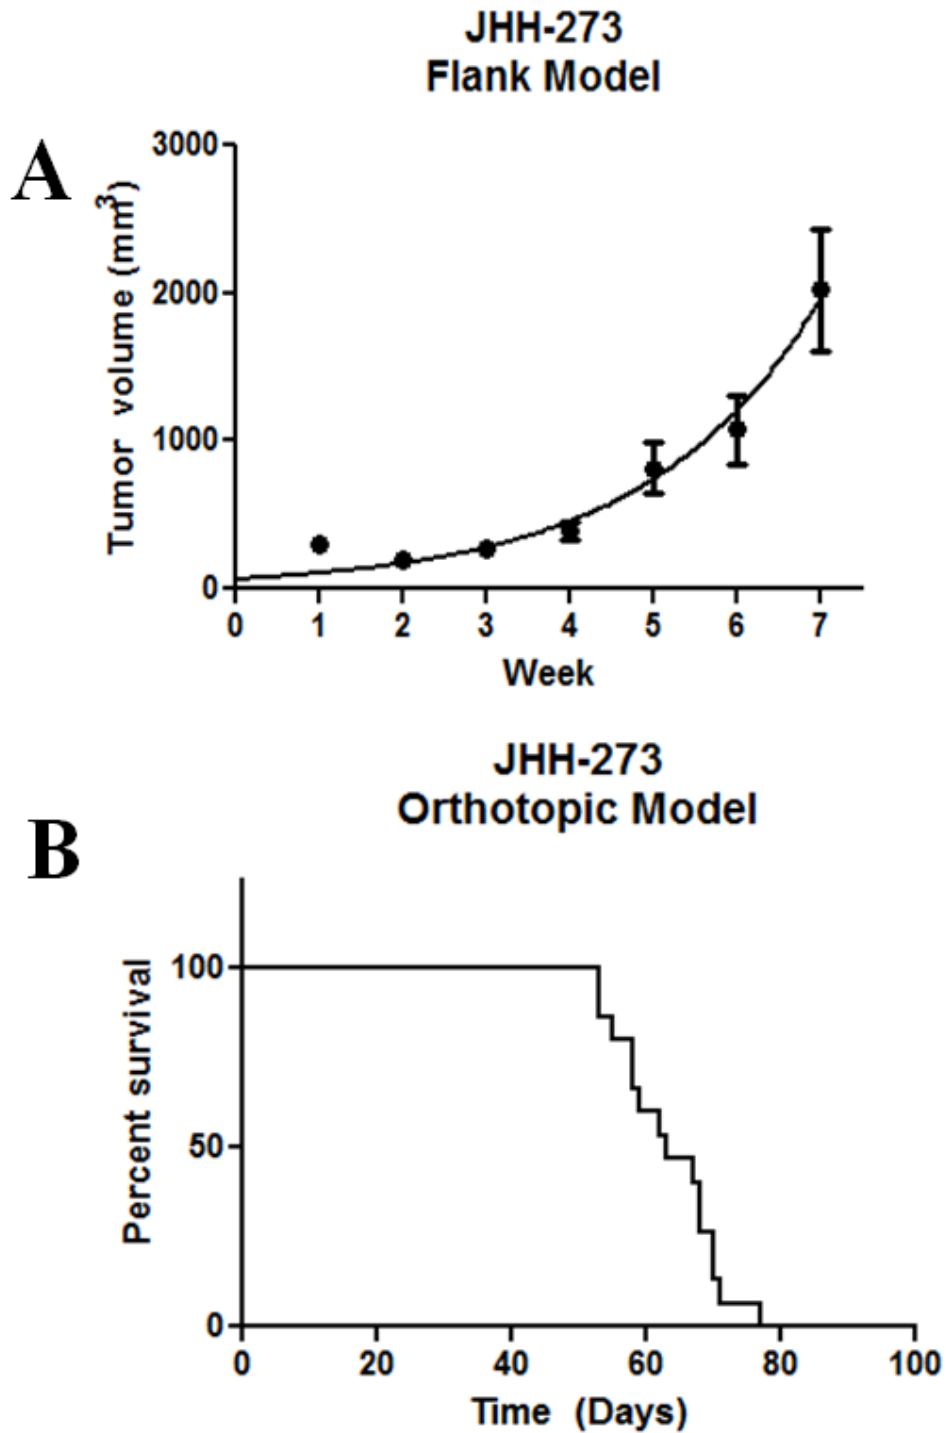 JHH-273
Flank Model
A
Tumor volume (mm³)
3000
2000
1000
0
0 1 2 3 4 5 6 7
Week
JHH-273
Orthotopic Model
B
Percent survival
100
50
0
0 20 40 60 80 100
Time (Days)